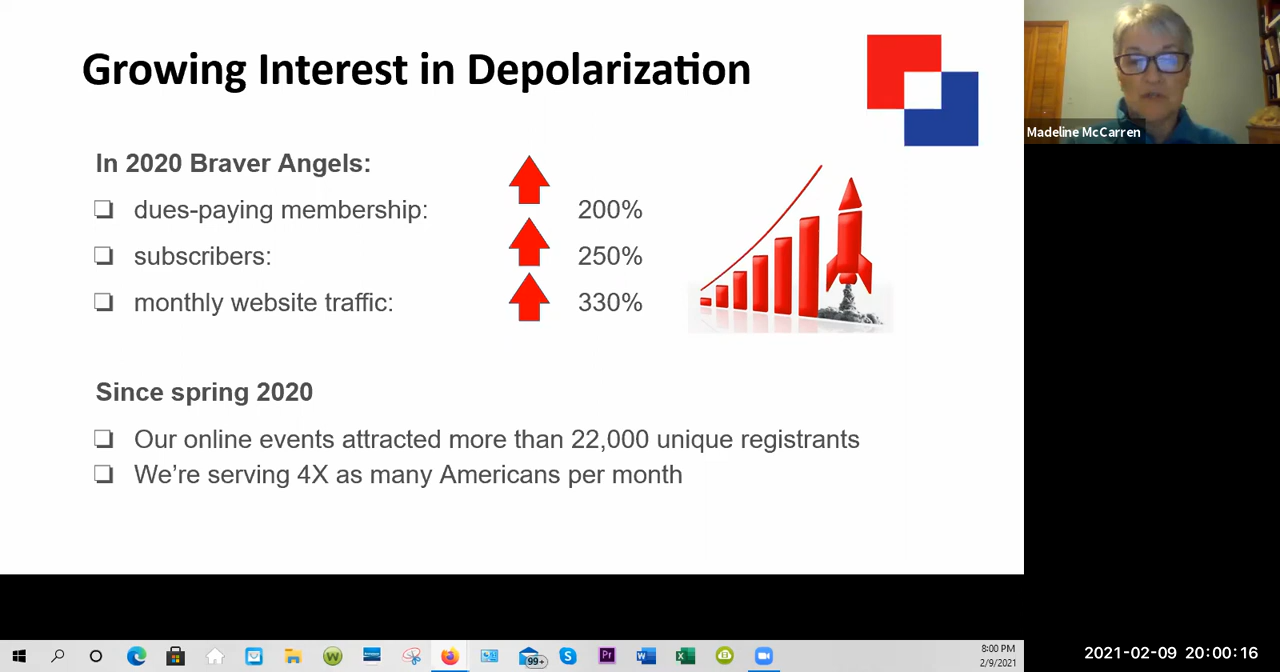 Growing Interest in Depolarization
In 2020 Braver Angels:
❏ dues-paying membership: 200%
❏ subscribers: 250%
❏ monthly website traffic: 330%
Since spring 2020
❏ Our online events attracted more than 22,000 unique registrants
❏ We’re serving 4X as many Americans per month
Madeline McCarren
99+
Pr
W
X
S
8:00 PM
2/9/2021
2021-02-09 20:00:16